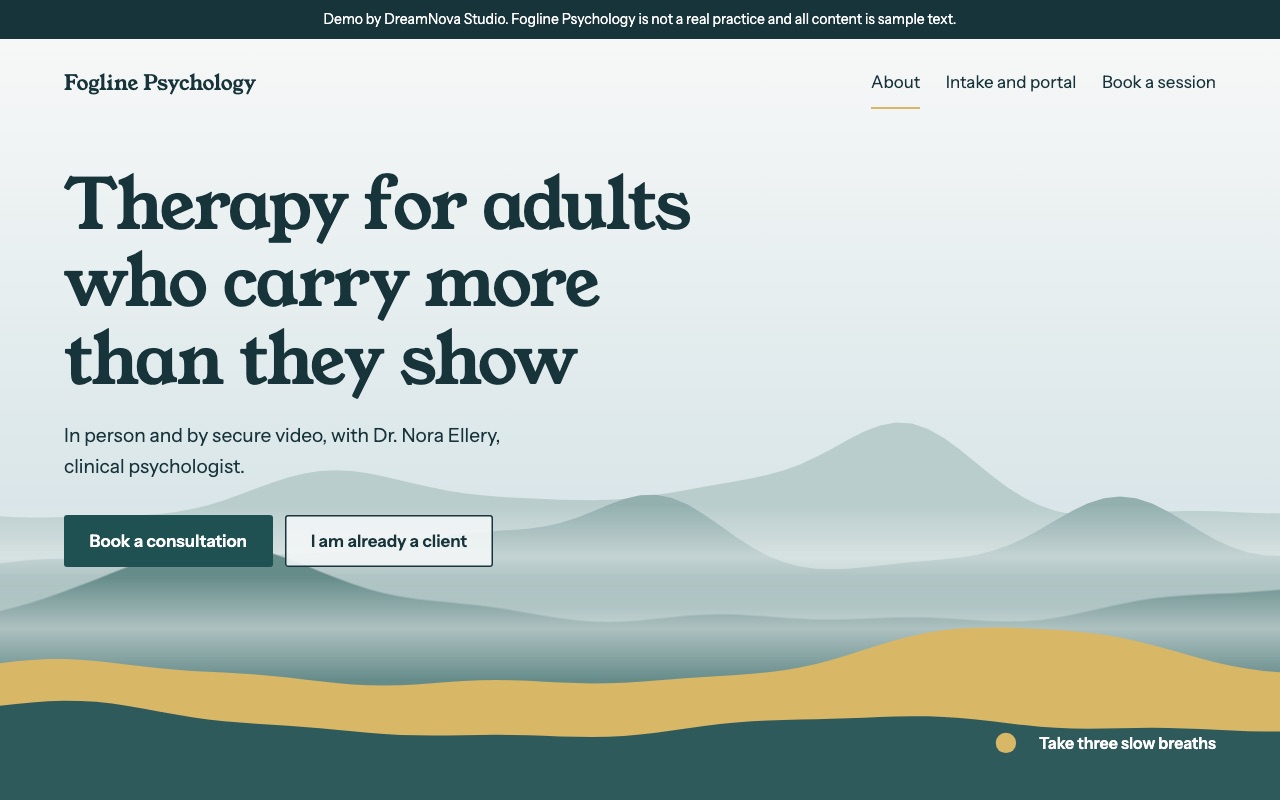 Demo by DreamNova Studio. Fogline Psychology is not a real practice and all content is sample text.
Fogline Psychology
About
Intake and portal
Book a session
Therapy for adults
who carry more
than they show
In person and by secure video, with Dr. Nora Ellery,
clinical psychologist.
Book a consultation
I am already a client
Take three slow breaths